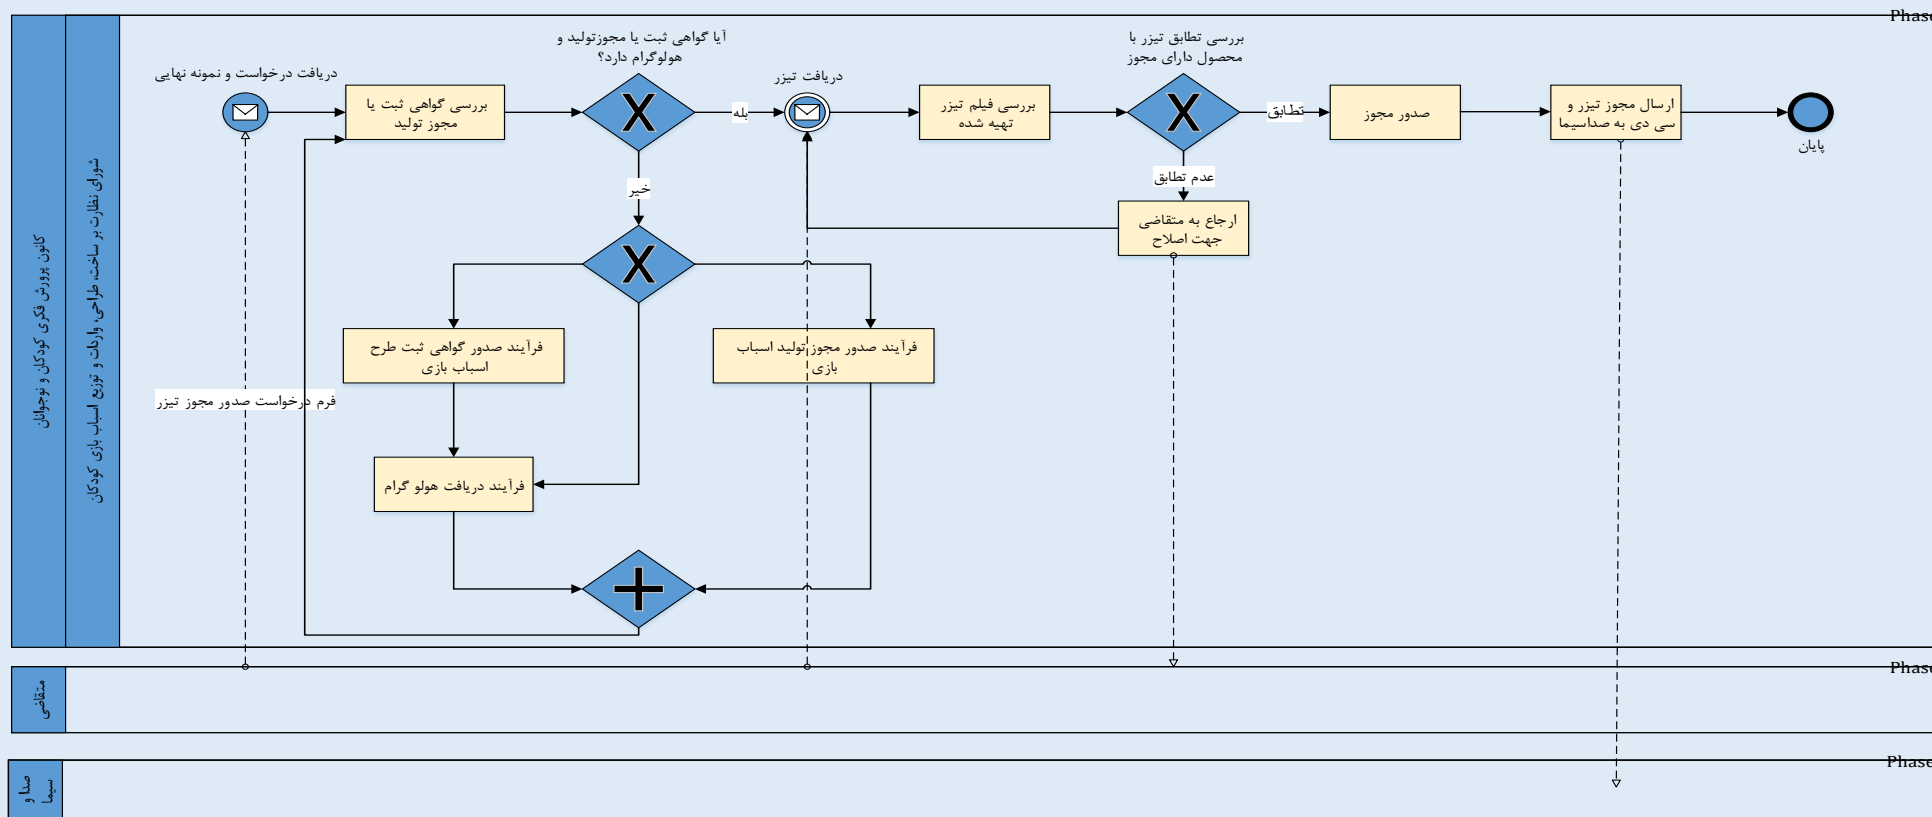 Phase
کانون پرورش فکری کودکان و نوجوانان
شورای نظارت بر ساخت، طراحی، واردات و توزیع اسباب بازی کودکان
دریافت درخواست و نمونه نهایی
بررسی گواهی ثبت یا
مجوز تولید
آیا گواهی ثبت یا مجوزتولید و
هولوگرام دارد؟
بله
خیر
دریافت تیزر
بررسی فیلم تیزر
تهیه شده
بررسی تطابق تیزر با
محصول دارای مجوز
تطابق
عدم تطابق
صدور مجوز
ارسال مجوز تیزر و
سی دی به صداسیما
پایان
ارجاع به متقاضی
جهت اصلاح
فرآیند صدور گواهی ثبت طرح
اسباب بازی
فرآیند صدور مجوز تولید اسباب
بازی
فرم درخواست صدور مجوز تیزر
فرآیند دریافت هولو گرام
Phase
متقاضی
Phase
صدا و
سیما